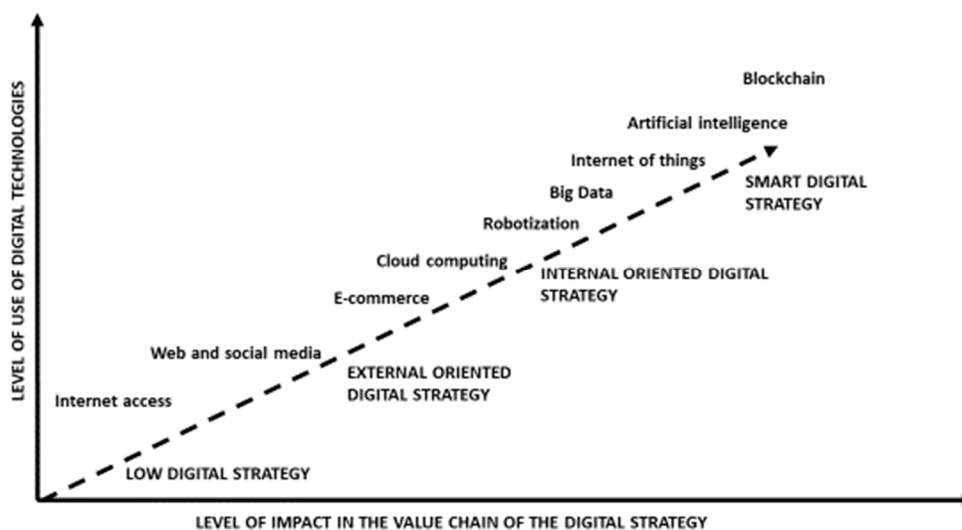 Blockchain
Artificial intelligence
Internet of things
SMART DIGITAL
STRATEGY
Big Data
Robotization
Cloud computing
INTERNAL ORIENTED DIGITAL
STRATEGY
E-commerce
Web and social media
EXTERNAL ORIENTED
DIGITAL STRATEGY
Internet access
LOW DIGITAL STRATEGY
LEVEL OF USE OF DIGITAL TECHNOLOGIES
LEVEL OF IMPACT IN THE VALUE CHAIN OF THE DIGITAL STRATEGY